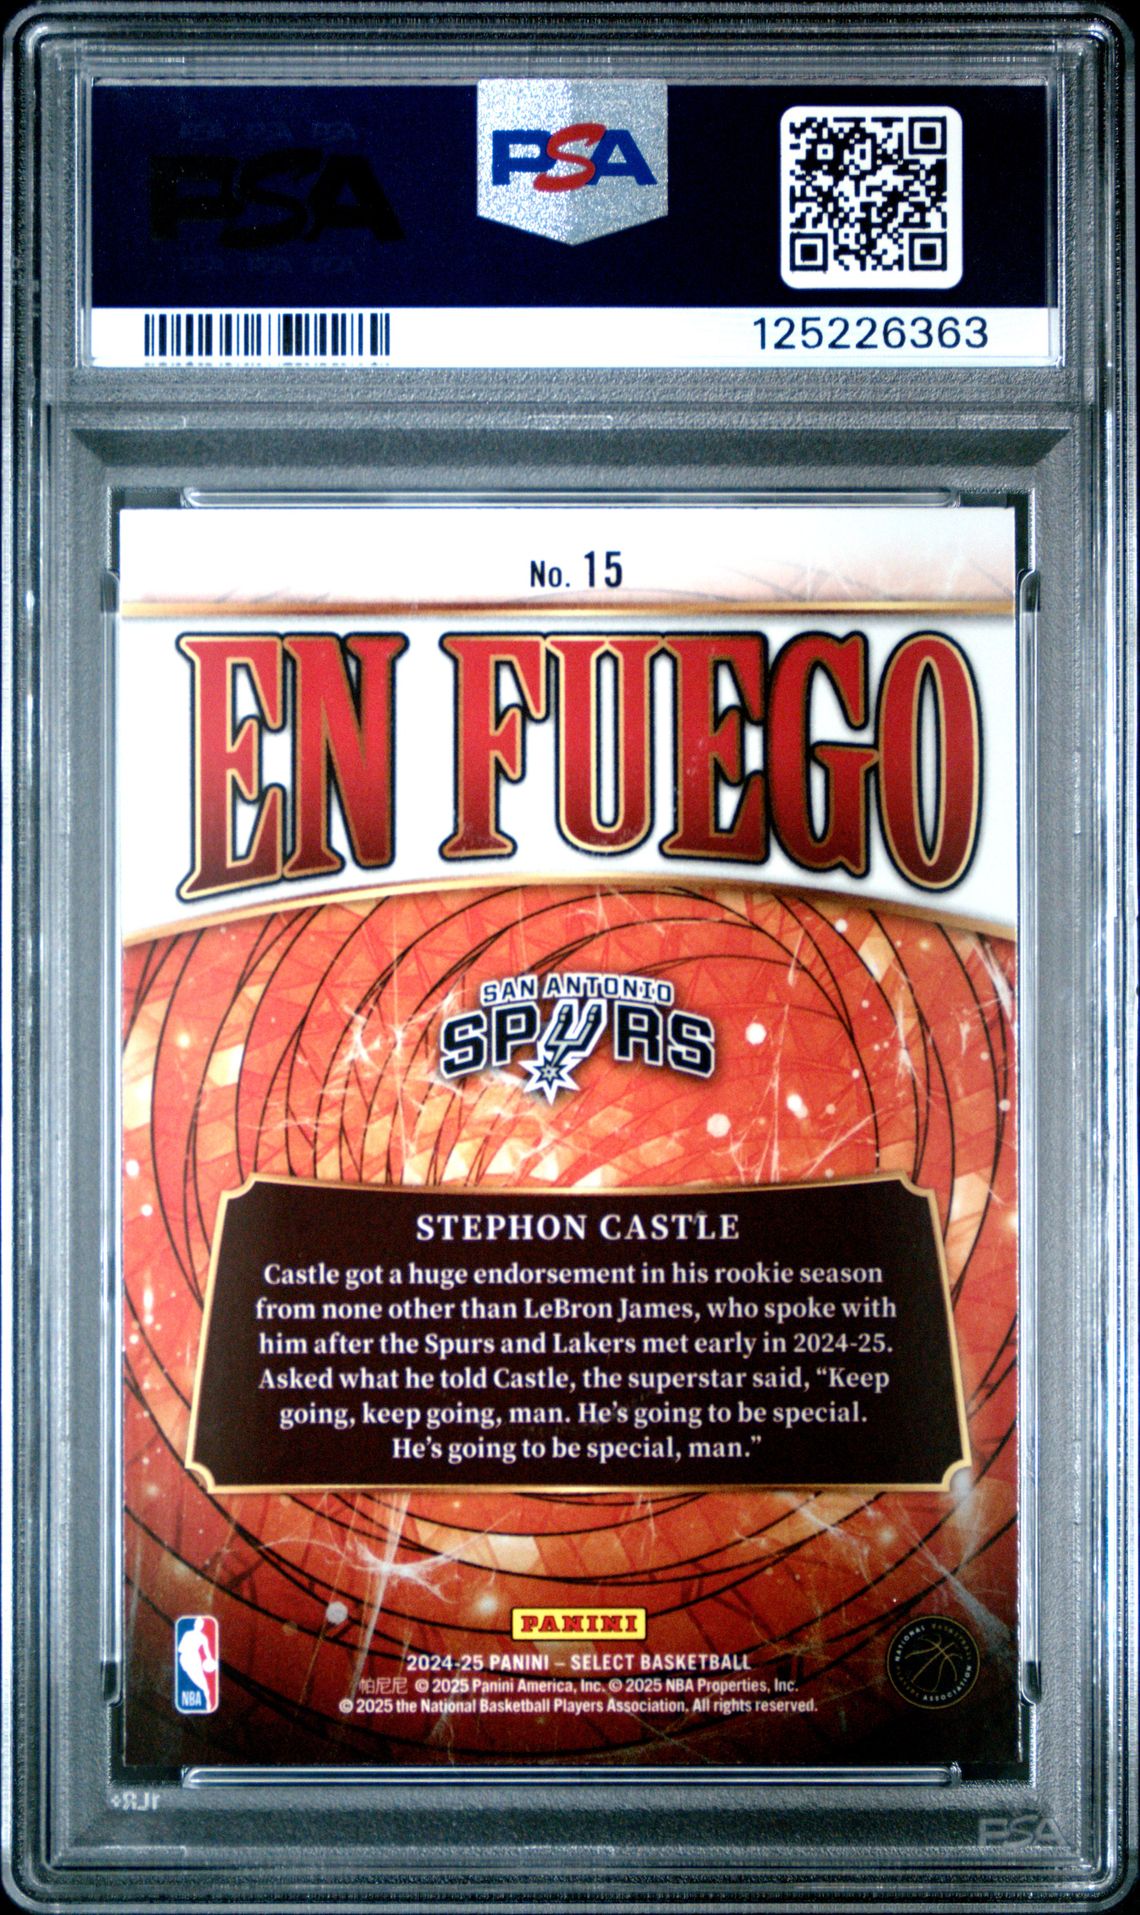 PSA
PSA
125226363
No. 15
EN FUEGO
SAN ANTONIO
SPURS
STEPHON CASTLE
Castle got a huge endorsement in his rookie season
from none other than LeBron James, who spoke with
him after the Spurs and Lakers met early in 2024-25.
Asked what he told Castle, the superstar said, “Keep
going, keep going, man. He’s going to be special.
He’s going to be special, man.”
PANINI
2024-25 PANINI – SELECT BASKETBALL
帕尼尼 © 2025 Panini America, Inc. © 2025 NBA Properties, Inc.
© 2025 the National Basketball Players Association. All rights reserved.
NBA
NATIONAL BASKETBALL PLAYERS ASSOCIATION
PSA